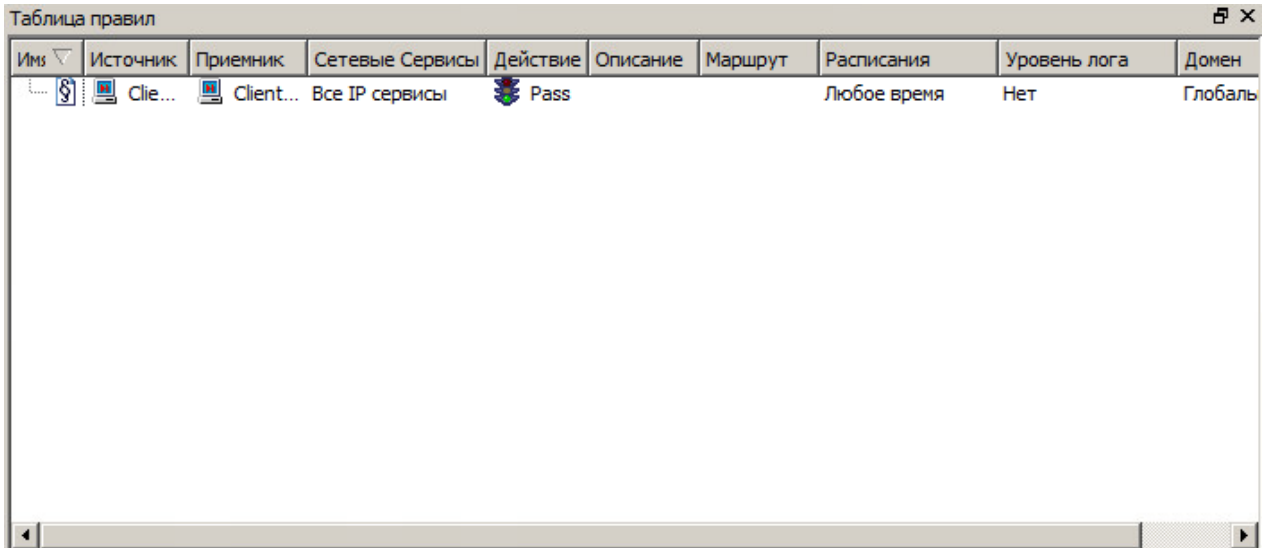 Таблица правил
Имя Источник Приемник Сетевые Сервисы Действие Описание Маршрут Расписания Уровень лога Домен
Clie... Client... Все IP сервисы Pass Любое время Нет Глобаль